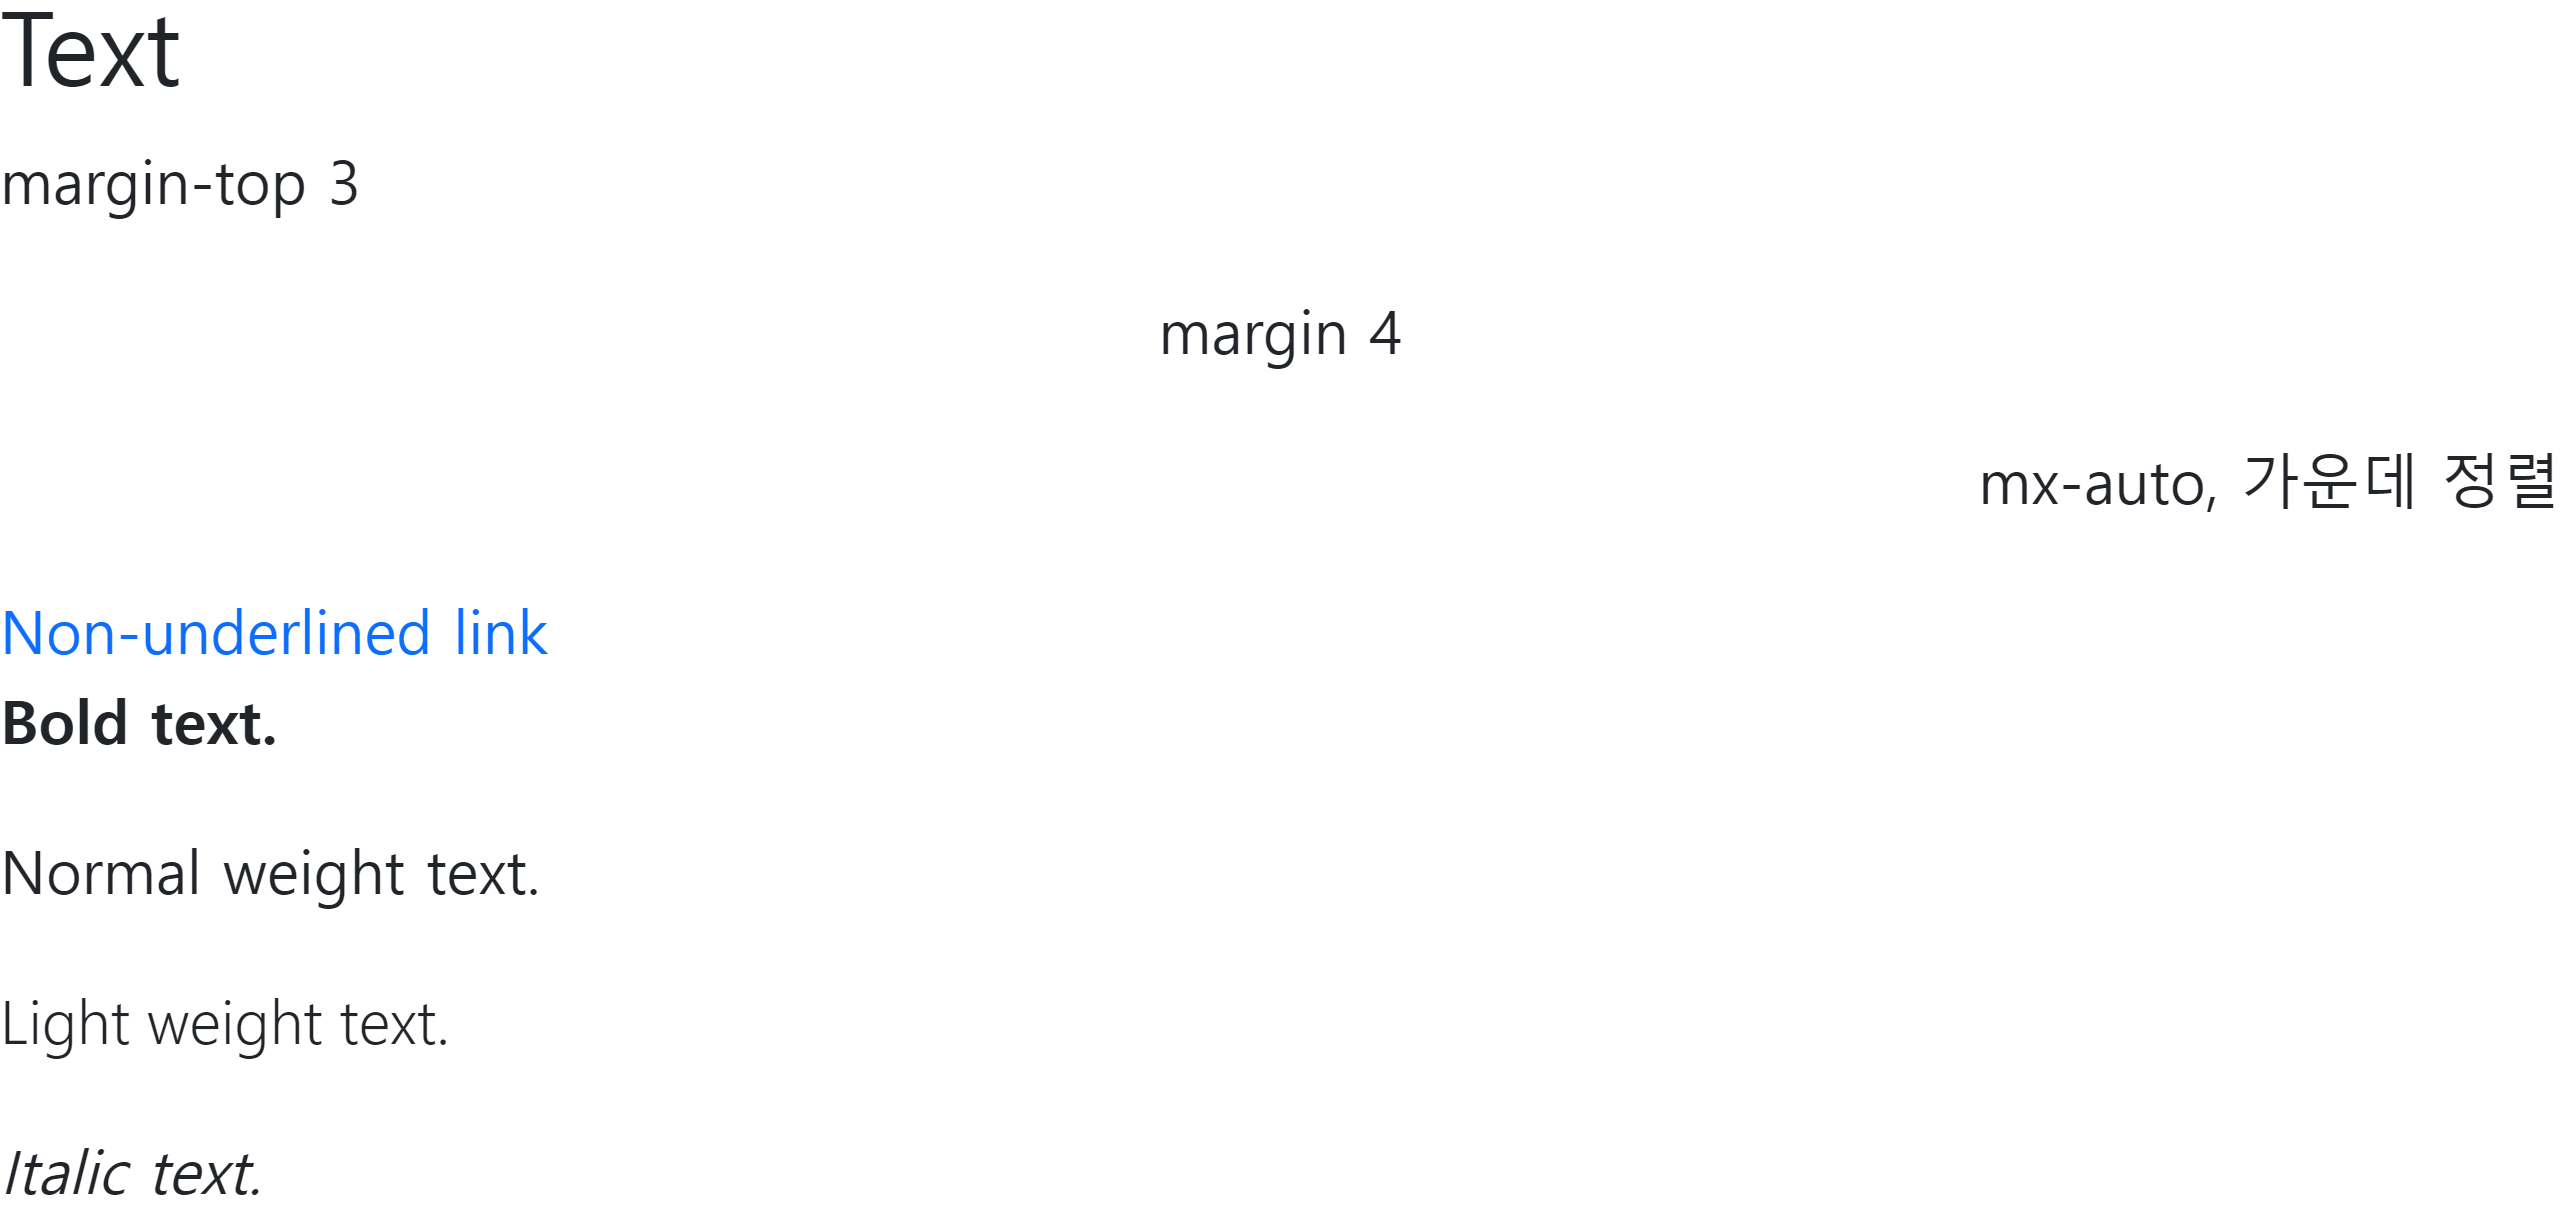 Text
margin-top 3
margin 4
mx-auto, 가운데 정렬
Non-underlined link
Bold text.
Normal weight text.
Light weight text.
Italic text.